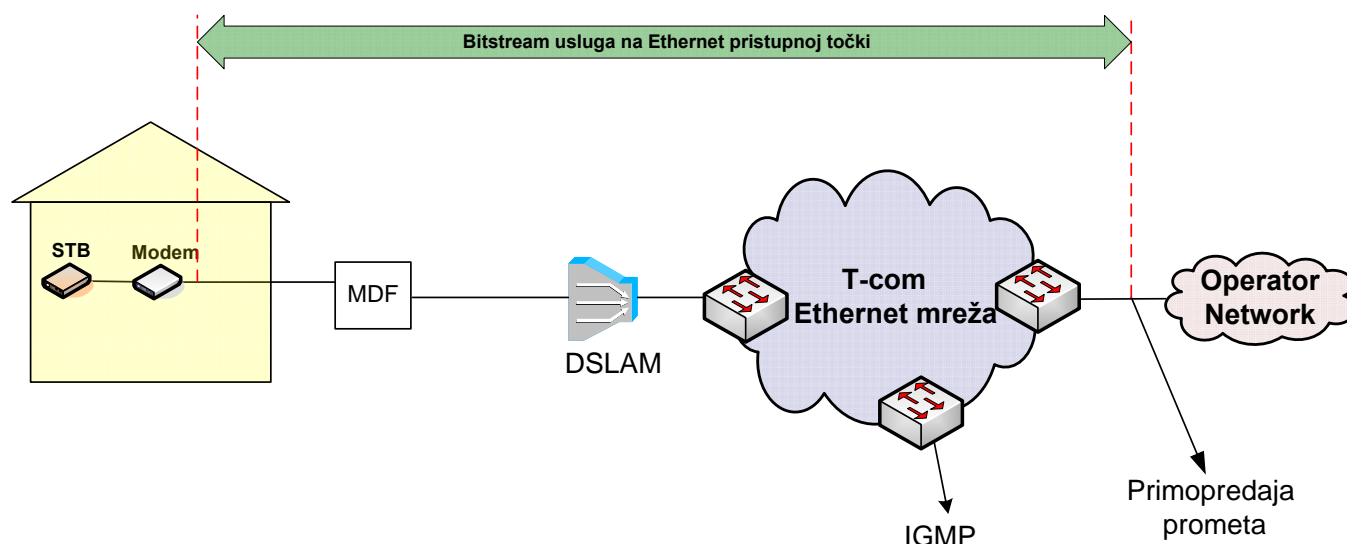 Bitstream usluga na Ethernet pristupnoj točki
STB
Modem
MDF
DSLAM
T-com
Ethernet mreža
Operator
Network
IGMP
Primopredaja
prometa